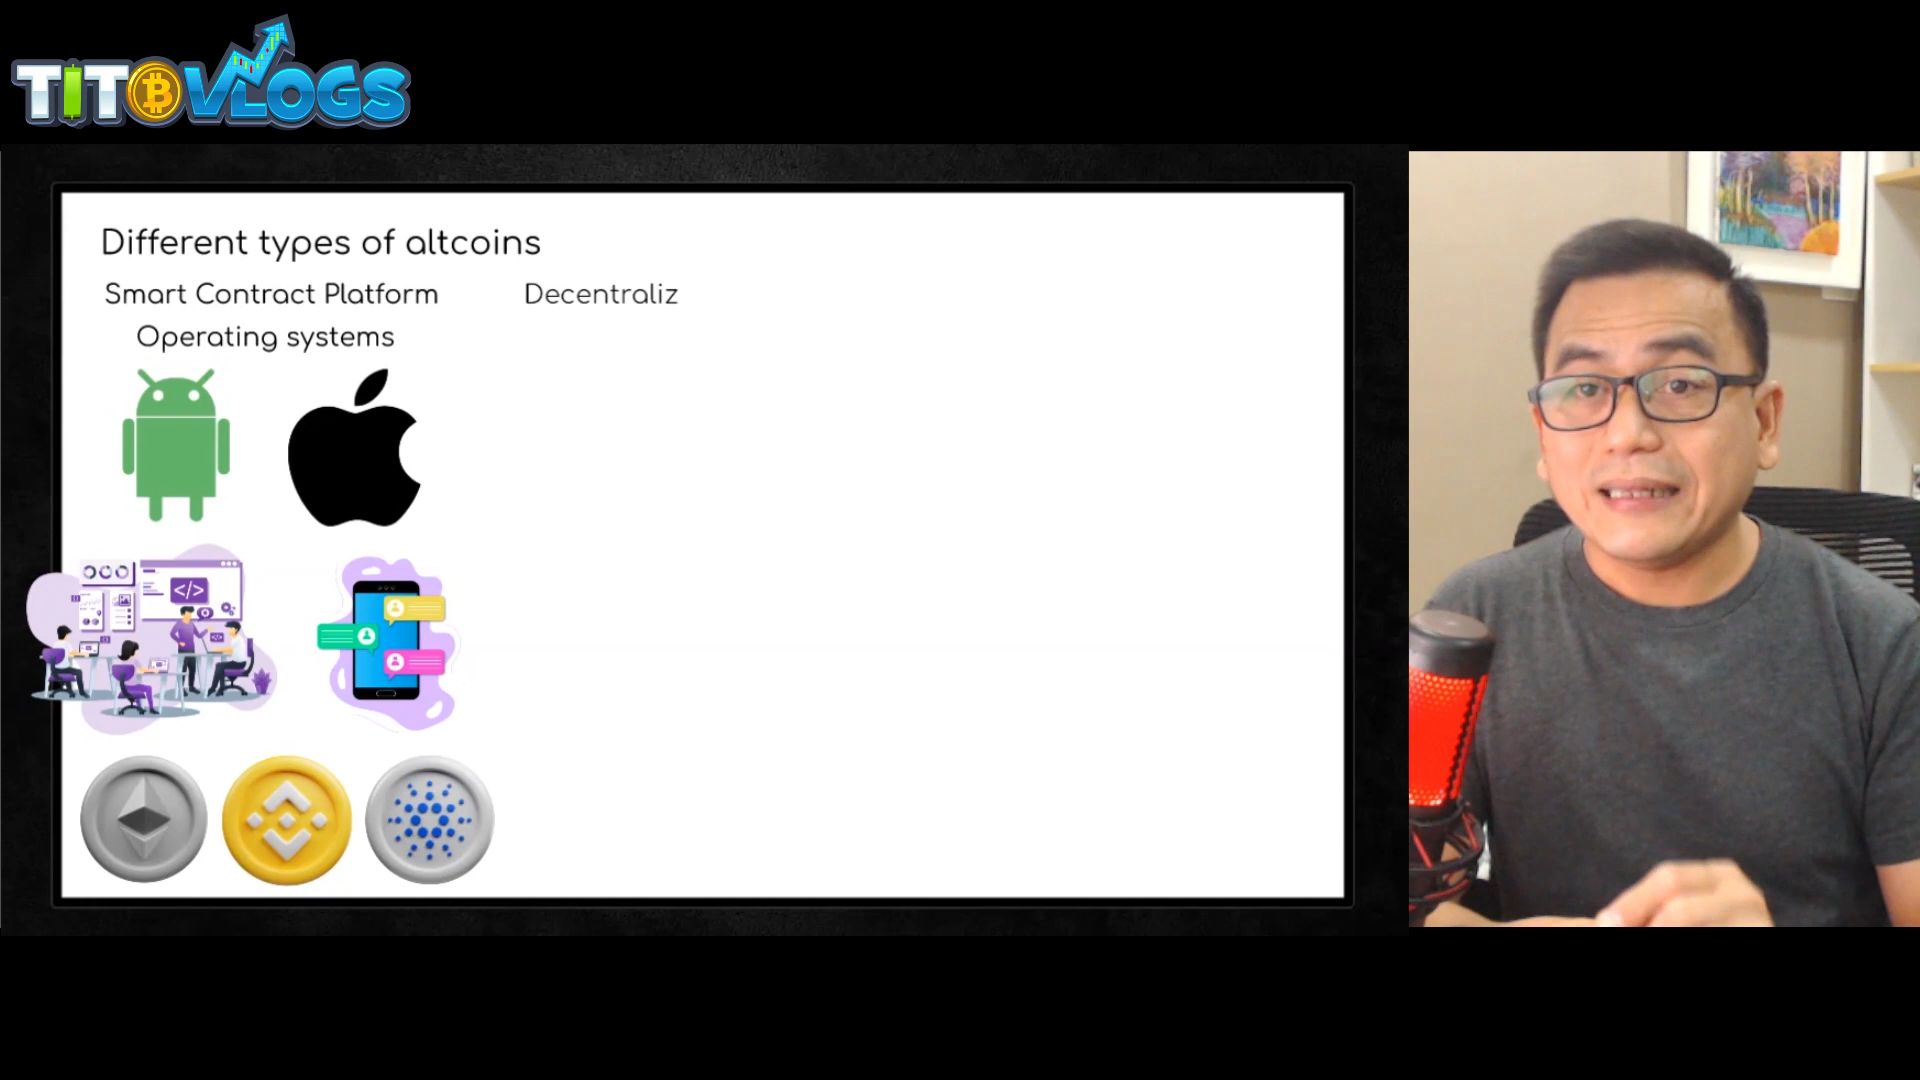 TITOVLOGS
Different types of altcoins
Smart Contract Platform
Decentraliz
Operating systems